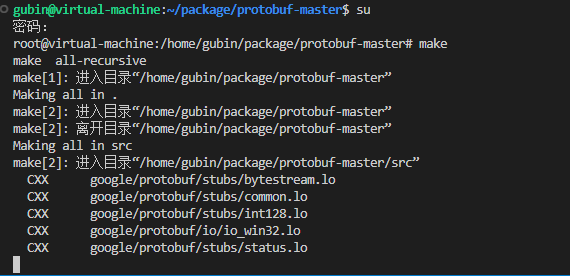 gubin@virtual-machine:~/package/protobuf-master$ su
密码：
root@virtual-machine:/home/gubin/package/protobuf-master# make
make  all-recursive
make[1]: 进入目录“/home/gubin/package/protobuf-master”
Making all in .
make[2]: 进入目录“/home/gubin/package/protobuf-master”
make[2]: 离开目录“/home/gubin/package/protobuf-master”
Making all in src
make[2]: 进入目录“/home/gubin/package/protobuf-master/src”
  CXX      google/protobuf/stubs/bytestream.lo
  CXX      google/protobuf/stubs/common.lo
  CXX      google/protobuf/stubs/int128.lo
  CXX      google/protobuf/io/io_win32.lo
  CXX      google/protobuf/stubs/status.lo